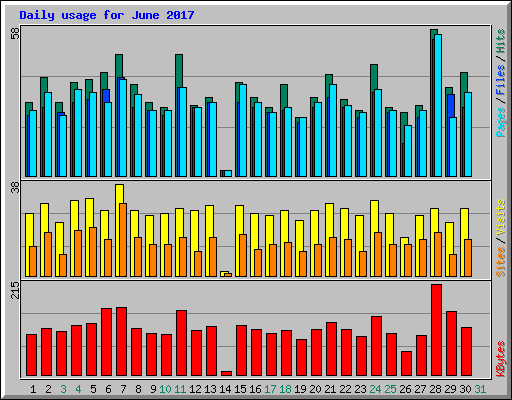 Daily usage for June 2017
58
Pages / Files / Hits
38
Sites / Visits
215
KBytes
1 2 3 4 5 6 7 8 9 10 11 12 13 14 15 16 17 18 19 20 21 22 23 24 25 26 27 28 29 30 31